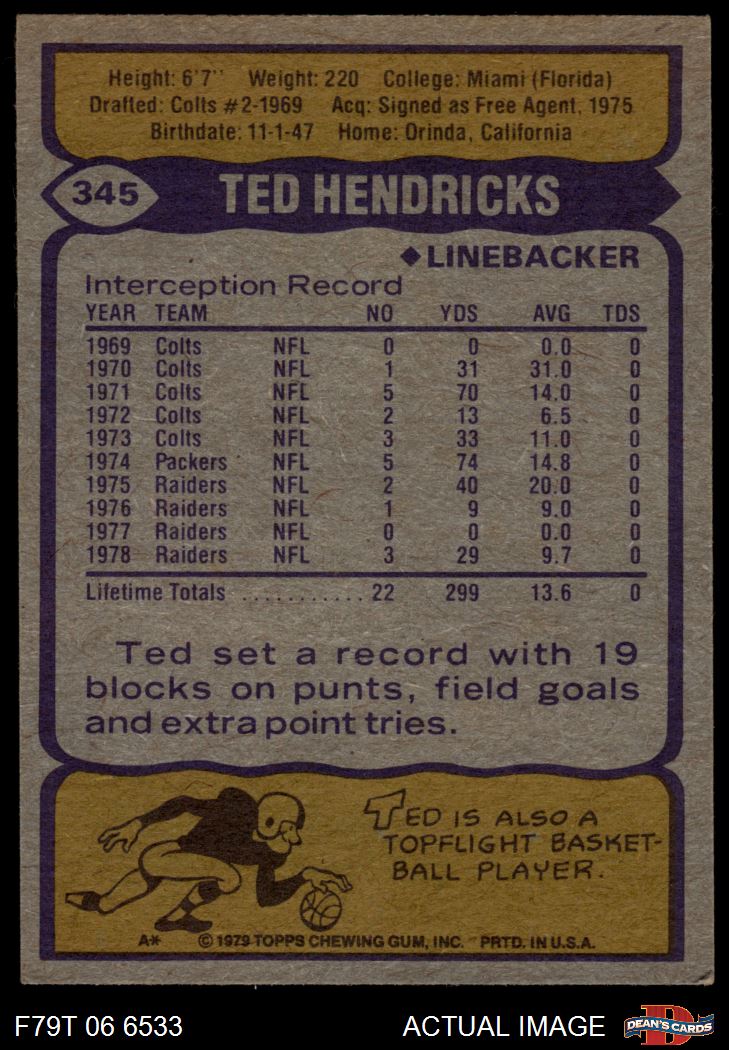 Height: 6'7" Weight: 220 College: Miami (Florida)
Drafted: Colts #2-1969 Acq: Signed as Free Agent, 1975
Birthdate: 11-1-47 Home: Orinda, California
345 TED HENDRICKS
◆LINEBACKER
Interception Record
YEAR TEAM NO YDS AVG TDS
1969 Colts NFL 0 0 0.0 0
1970 Colts NFL 1 31 31.0 0
1971 Colts NFL 5 70 14.0 0
1972 Colts NFL 2 13 6.5 0
1973 Colts NFL 3 33 11.0 0
1974 Packers NFL 5 74 14.8 0
1975 Raiders NFL 2 40 20.0 0
1976 Raiders NFL 1 9 9.0 0
1977 Raiders NFL 0 0 0.0 0
1978 Raiders NFL 3 29 9.7 0
Lifetime Totals ........... 22 299 13.6 0
Ted set a record with 19
blocks on punts, field goals
and extra point tries.
TED IS ALSO A
TOPFLIGHT BASKET-
BALL PLAYER.
A* © 1979 TOPPS CHEWING GUM, INC. PRTD. IN U.S.A.
F79T 06 6533 ACTUAL IMAGE DEAN'S CARDS